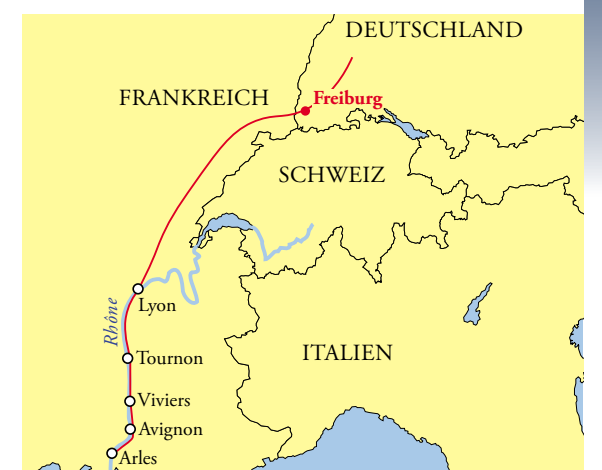 DEUTSCHLAND
FRANKREICH
Freiburg
SCHWEIZ
Rhône
Lyon
ITALIEN
Tournon
Viviers
Avignon
Arles